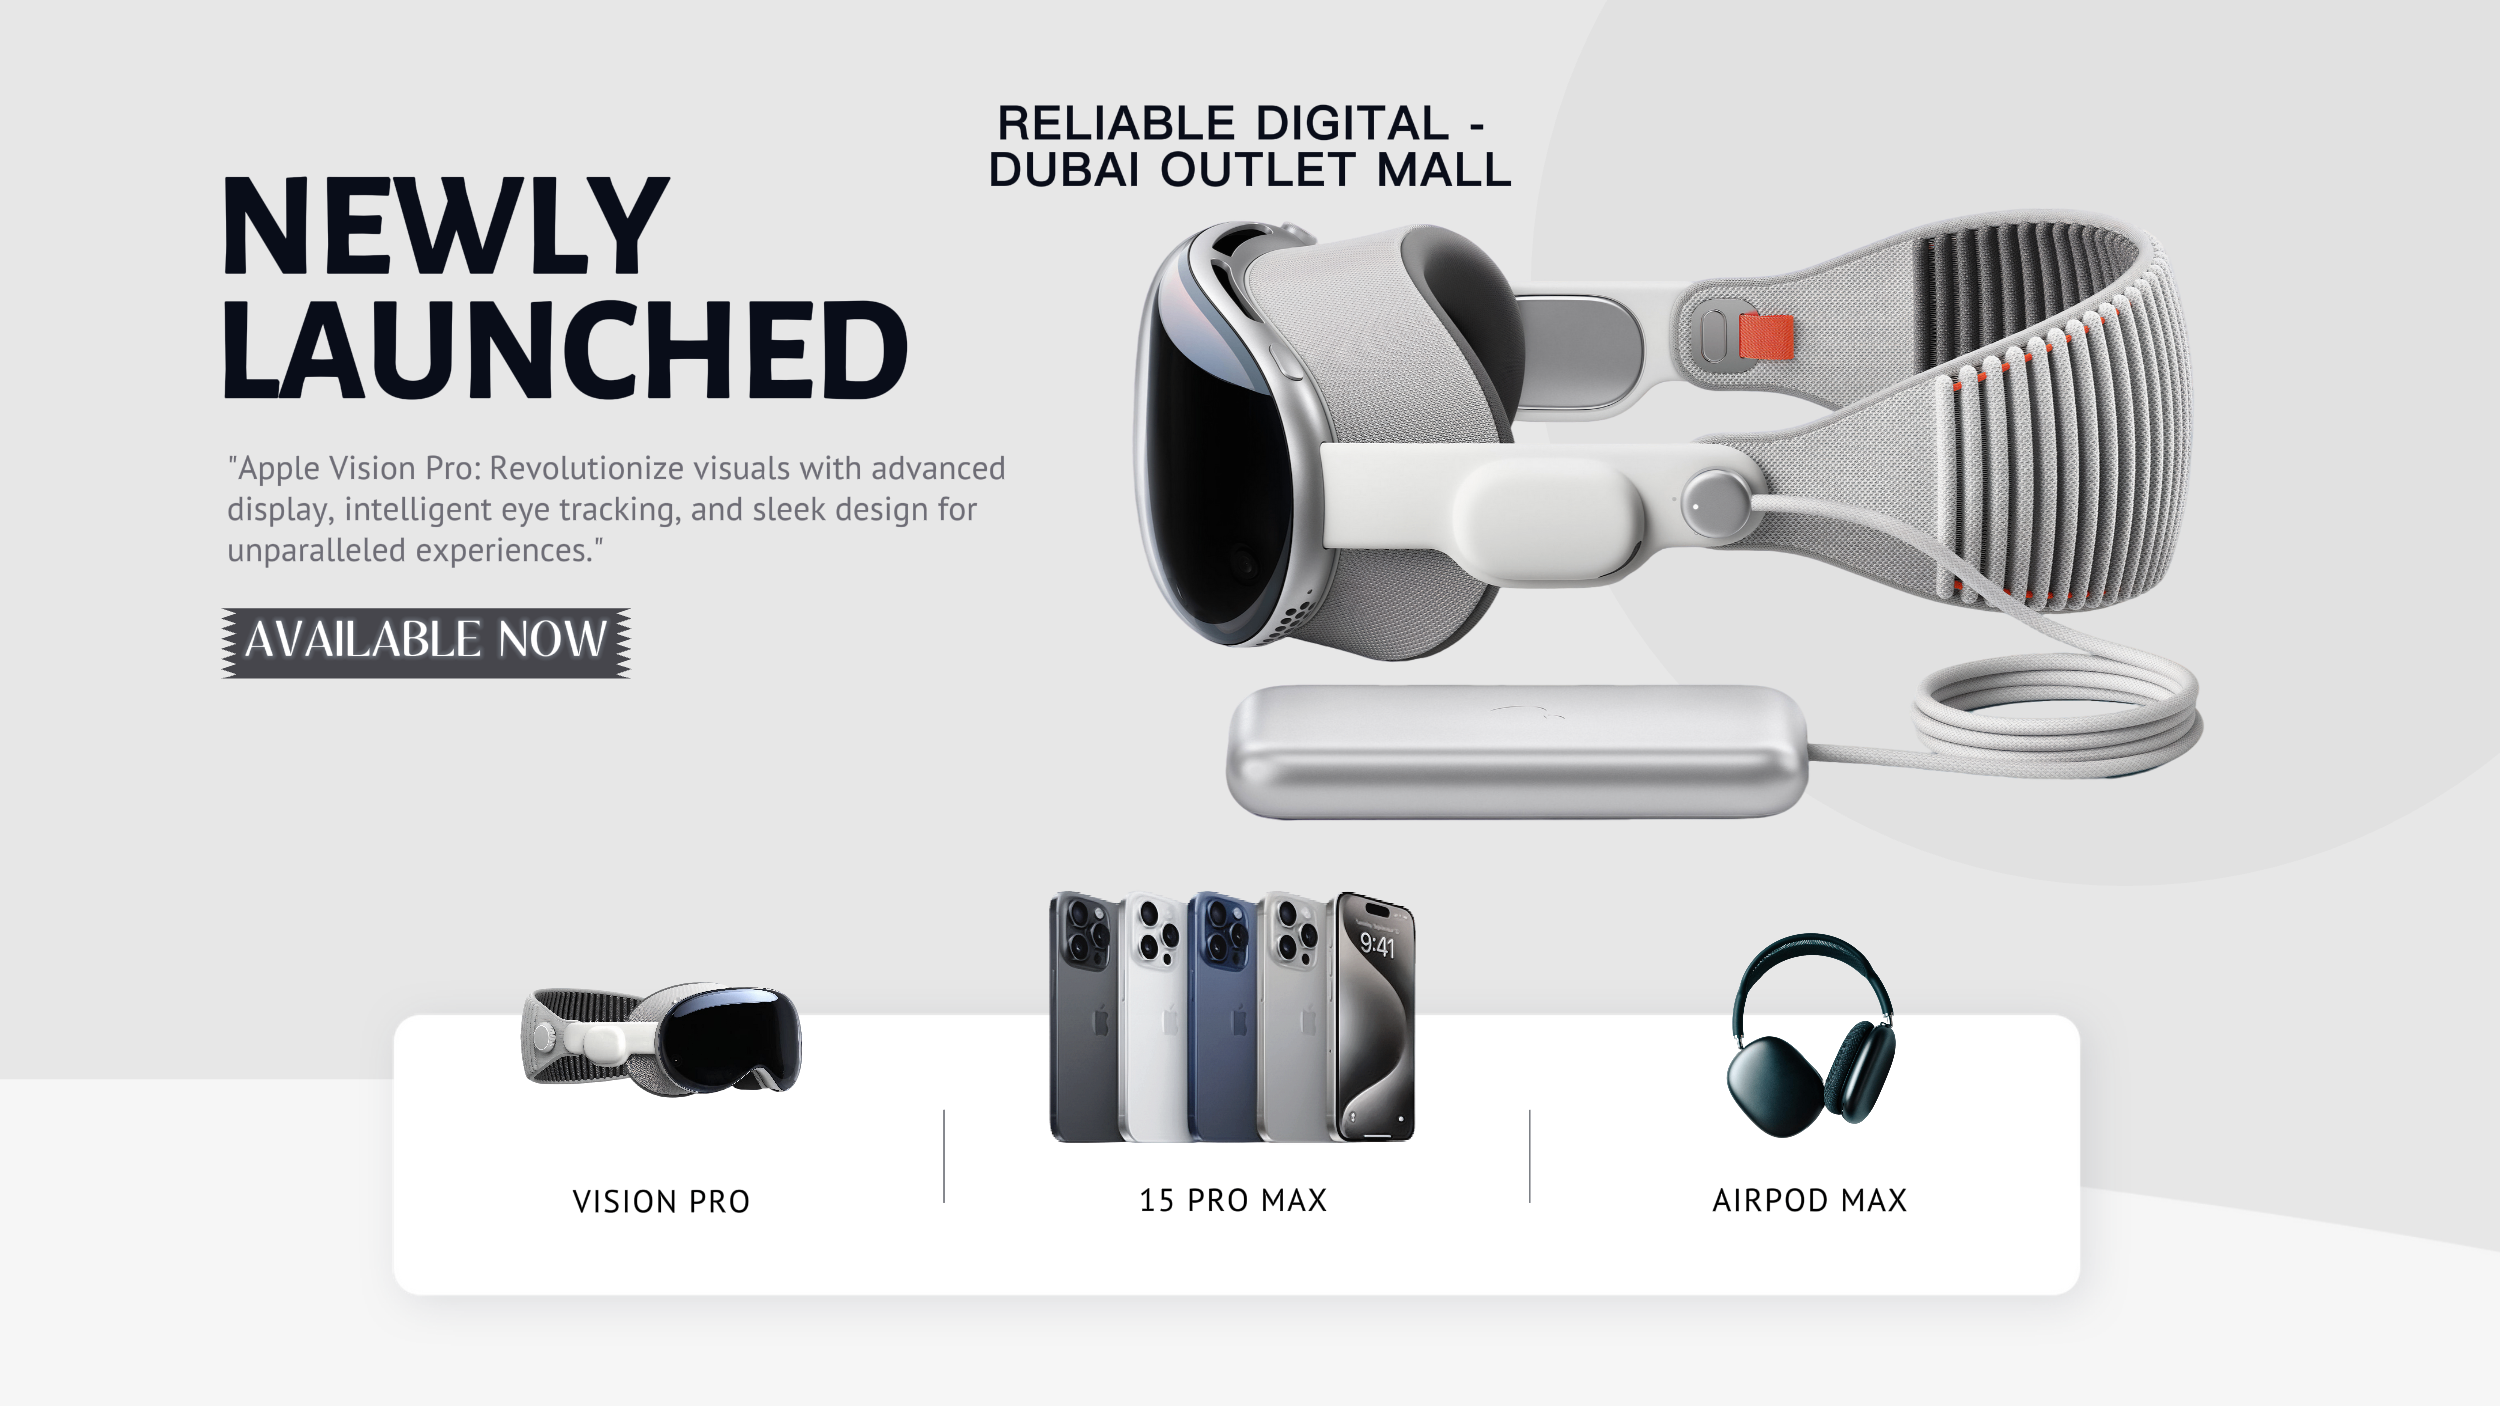 RELIABLE DIGITAL -
DUBAI OUTLET MALL
NEWLY
LAUNCHED
"Apple Vision Pro: Revolutionize visuals with advanced
display, intelligent eye tracking, and sleek design for
unparalleled experiences."
AVAILABLE NOW
9:41
VISION PRO
15 PRO MAX
AIRPOD MAX